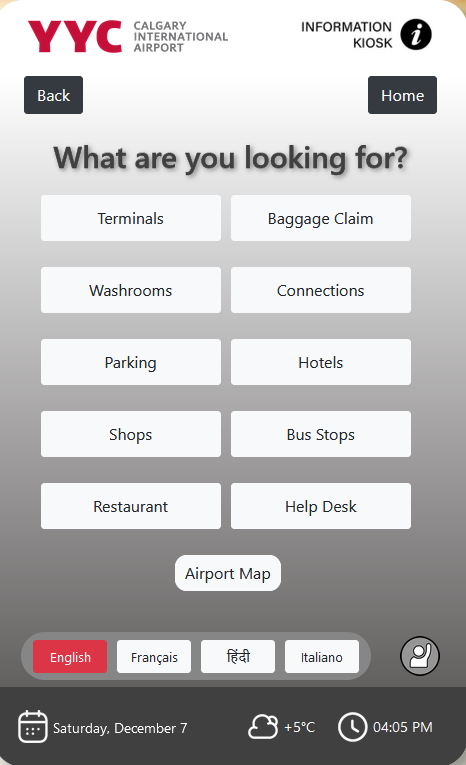 YYC CALGARY
INTERNATIONAL
AIRPORT
INFORMATION
KIOSK
i
Back Home
What are you looking for?
Terminals Baggage Claim
Washrooms Connections
Parking Hotels
Shops Bus Stops
Restaurant Help Desk
Airport Map
English Français हिंदी Italiano
Saturday, December 7 +5°C 04:05 PM